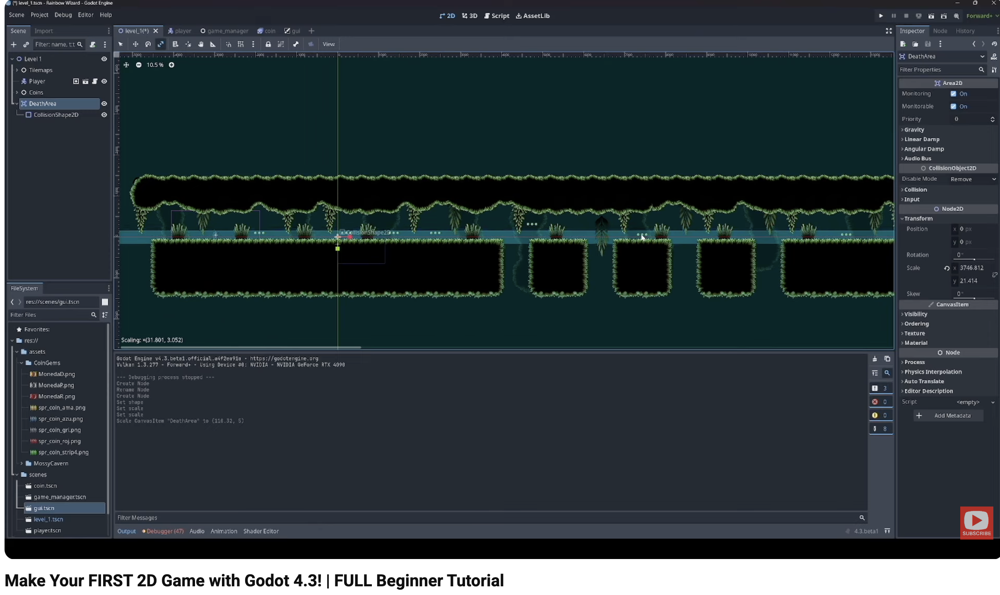 (*) level_1.tscn - Rainbow Wizard - Godot Engine
Scene Project Debug Editor Help
2D 3D Script AssetLib
Forward+
Scene Import
level_1(*) player game_manager coin gui
Inspector Node History
Filter: name, t:t
View
DeathArea
Filter Properties
Level 1
Tilemaps
Player
Coins
DeathArea
CollisionShape2D
10.5 %
CollisionShape2D
Scaling: ×(31.801, 3.052)
Area2D
Monitoring On
Monitorable On
Priority 0
Gravity
Linear Damp
Angular Damp
Audio Bus
CollisionObject2D
Disable Mode Remove
Collision
Input
Node2D
Transform
Position x 0 px
y 0 px
Rotation 0°
Scale x 3746.812
y 21.414
Skew 0°
CanvasItem
Visibility
Ordering
Texture
Material
Node
Process
Physics Interpolation
Auto Translate
Editor Description
Script <empty>
Add Metadata
FileSystem
res://scenes/gui.tscn
Filter Files
Favorites:
res://
assets
CoinGems
MonedaD.png
MonedaP.png
MonedaR.png
spr_coin_ama.png
spr_coin_azu.png
spr_coin_gri.png
spr_coin_roj.png
spr_coin_strip4.png
MossyCavern
scenes
coin.tscn
game_manager.tscn
gui.tscn
level_1.tscn
player.tscn
Godot Engine v4.3.beta1.official.a4f2ea91a - https://godotengine.org
Vulkan 1.3.277 - Forward+ - Using Device #0: NVIDIA - NVIDIA GeForce RTX 4090
--- Debugging process stopped ---
Create Node
Rename Node
Create Node
Set shape
Set scale
Set scale
Scale CanvasItem "DeathArea" to (110.32, 5)
3
0
0
8
Filter Messages
Output Debugger (47) Audio Animation Shader Editor
4.3.beta1
SUBSCRIBE
Make Your FIRST 2D Game with Godot 4.3! | FULL Beginner Tutorial